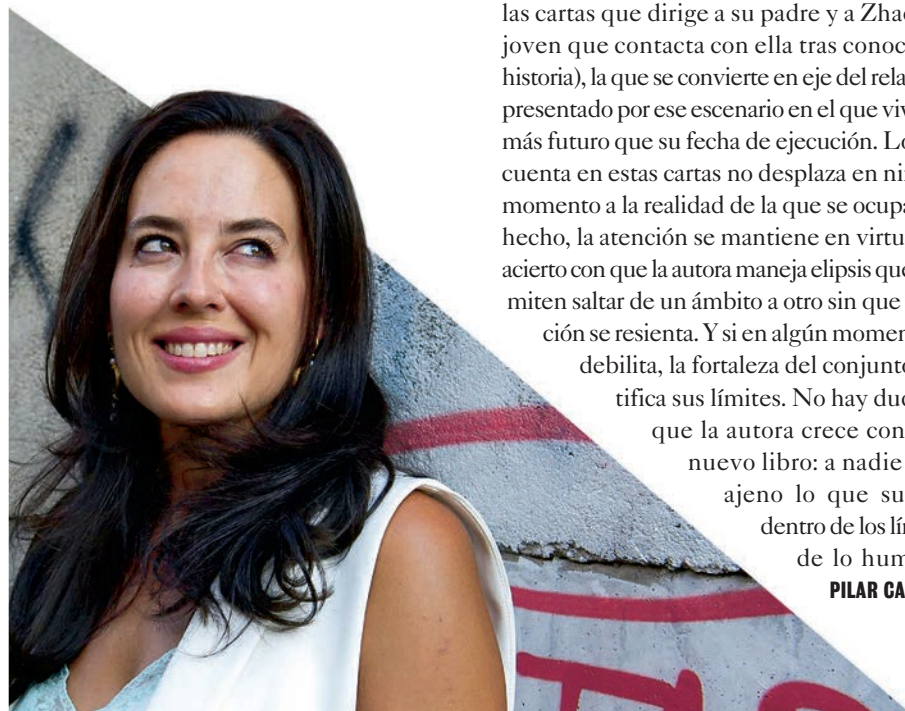 las cartas que dirige a su padre y a Zha
joven que contacta con ella tras conoc
historia), la que se convierte en eje del rela
presentado por ese escenario en el que viv
más futuro que su fecha de ejecución. Lo
cuenta en estas cartas no desplaza en nin
momento a la realidad de la que se ocupa
hecho, la atención se mantiene en virtu
acierto con que la autora maneja elipsis que
miten saltar de un ámbito a otro sin que
ción se resienta. Y si en algún momen
debilita, la fortaleza del conjunto
tifica sus límites. No hay du
que la autora crece con
nuevo libro: a nadie
ajeno lo que su
dentro de los lí
de lo hum
PILAR CA